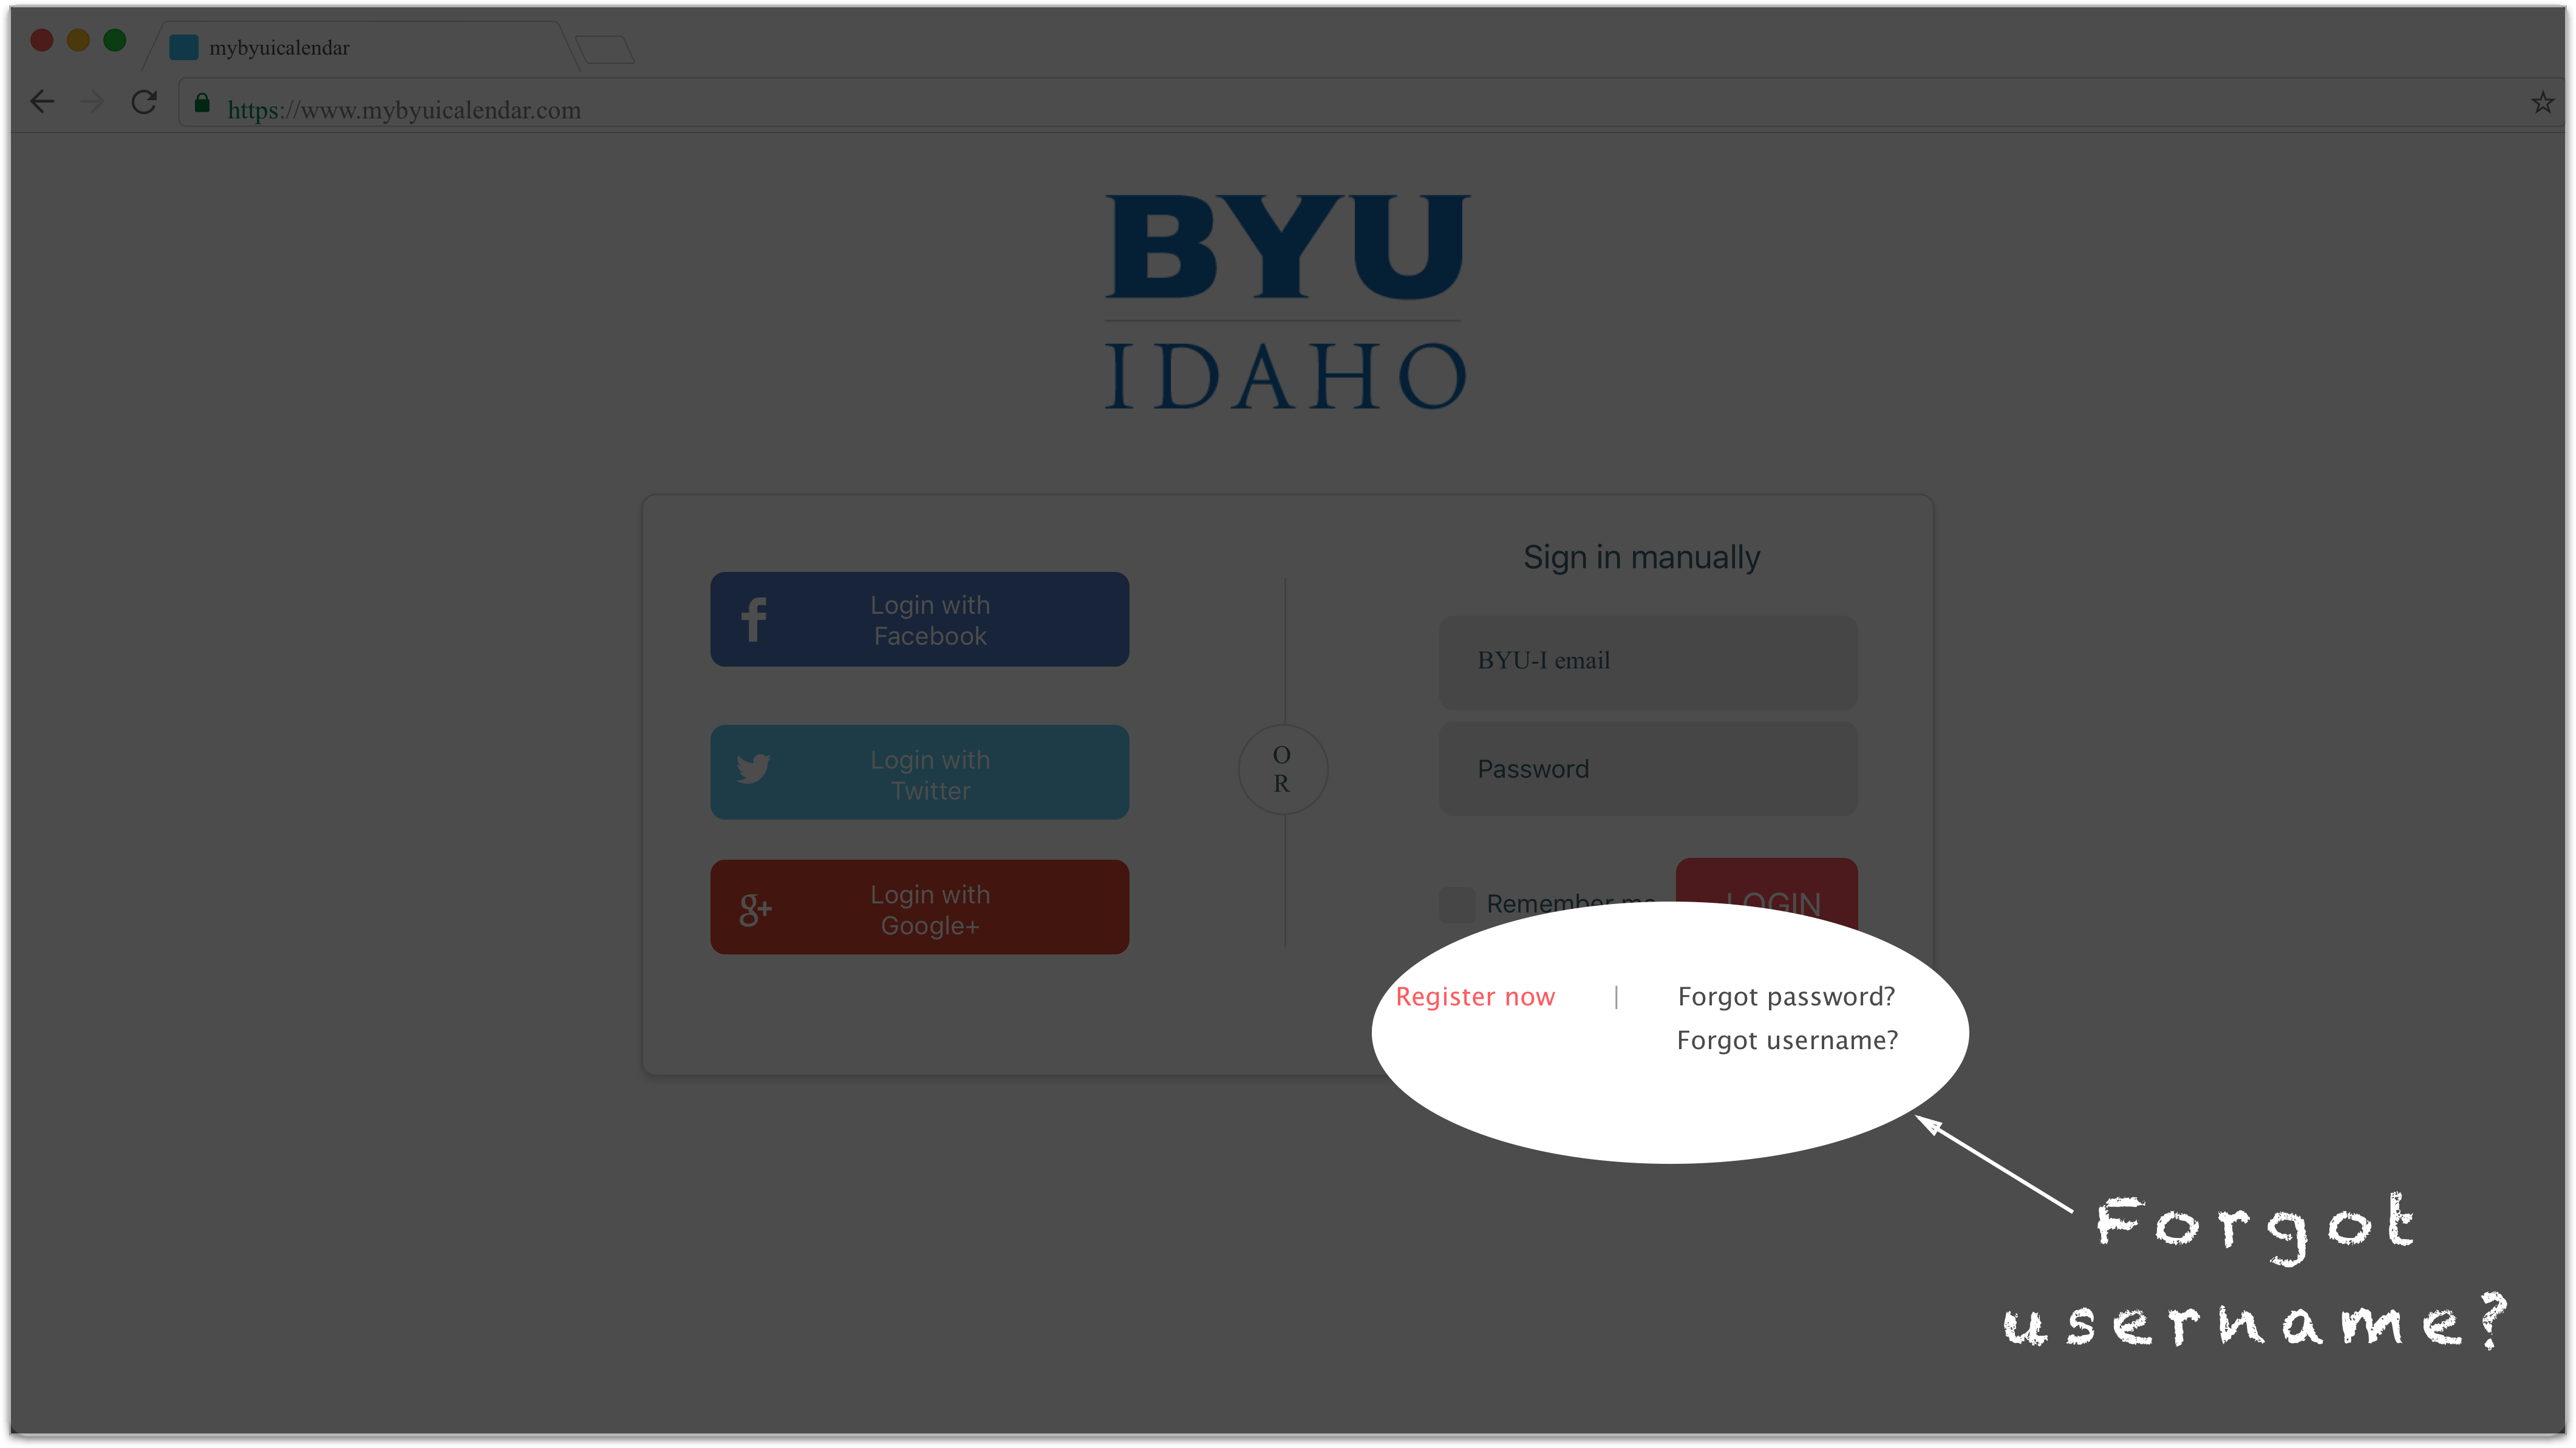 mybyuicalendar
https://www.mybyuicalendar.com
BYU
IDAHO
Sign in manually
Login with
Facebook
BYU-I email
Login with
Twitter
O
R
Password
Login with
Google+
Remember me
LOGIN
Register now | Forgot password?
Forgot username?
Forgot
username?